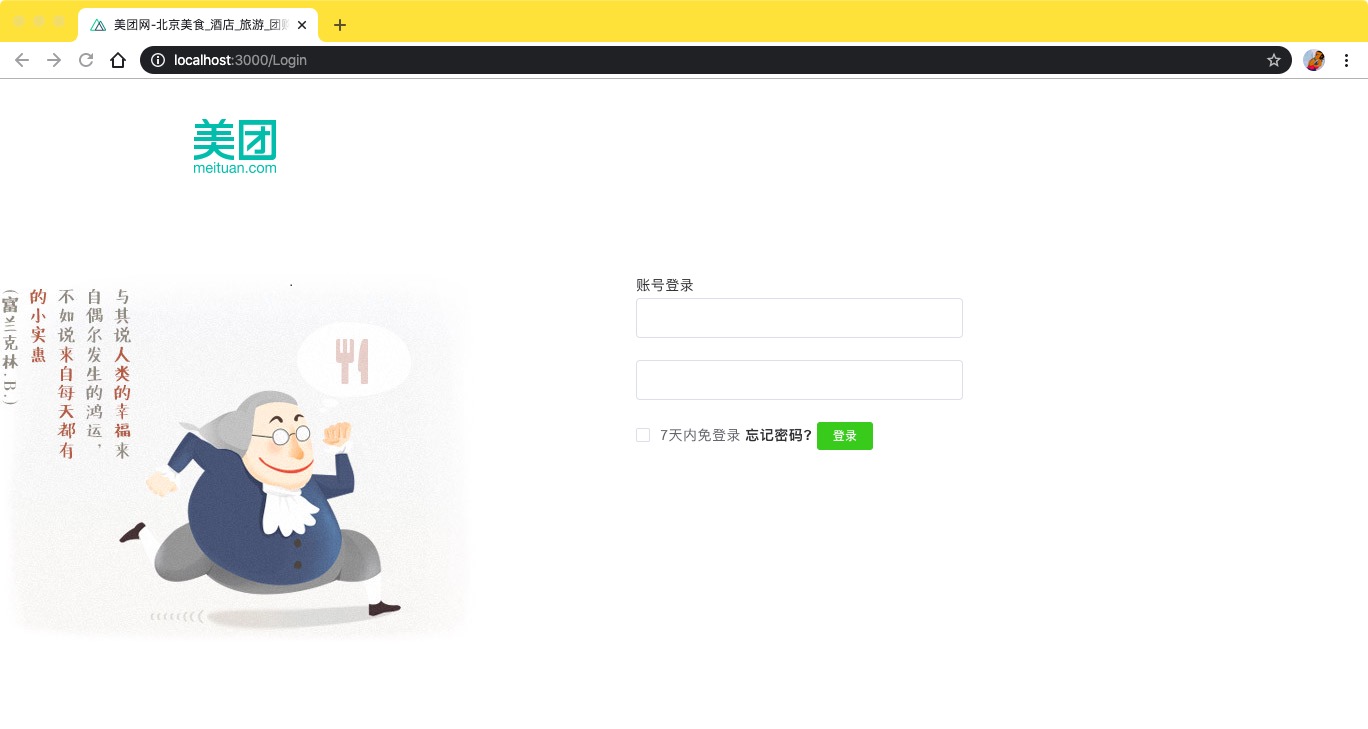 美团网-北京美食_酒店_旅游_团购
localhost:3000/Login
美团
meituan.com
与其说人类的幸福来
自偶尔发生的鸿运，
不如说来自每天都有
的小实惠
(富兰克林.B.)
账号登录
7天内免登录 忘记密码? 登录